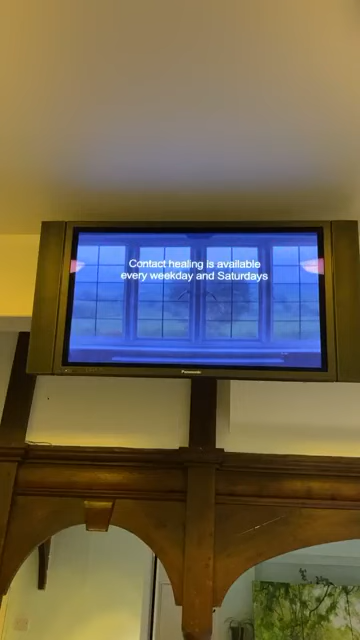 Contact healing is available
every weekday and Saturdays
Panasonic